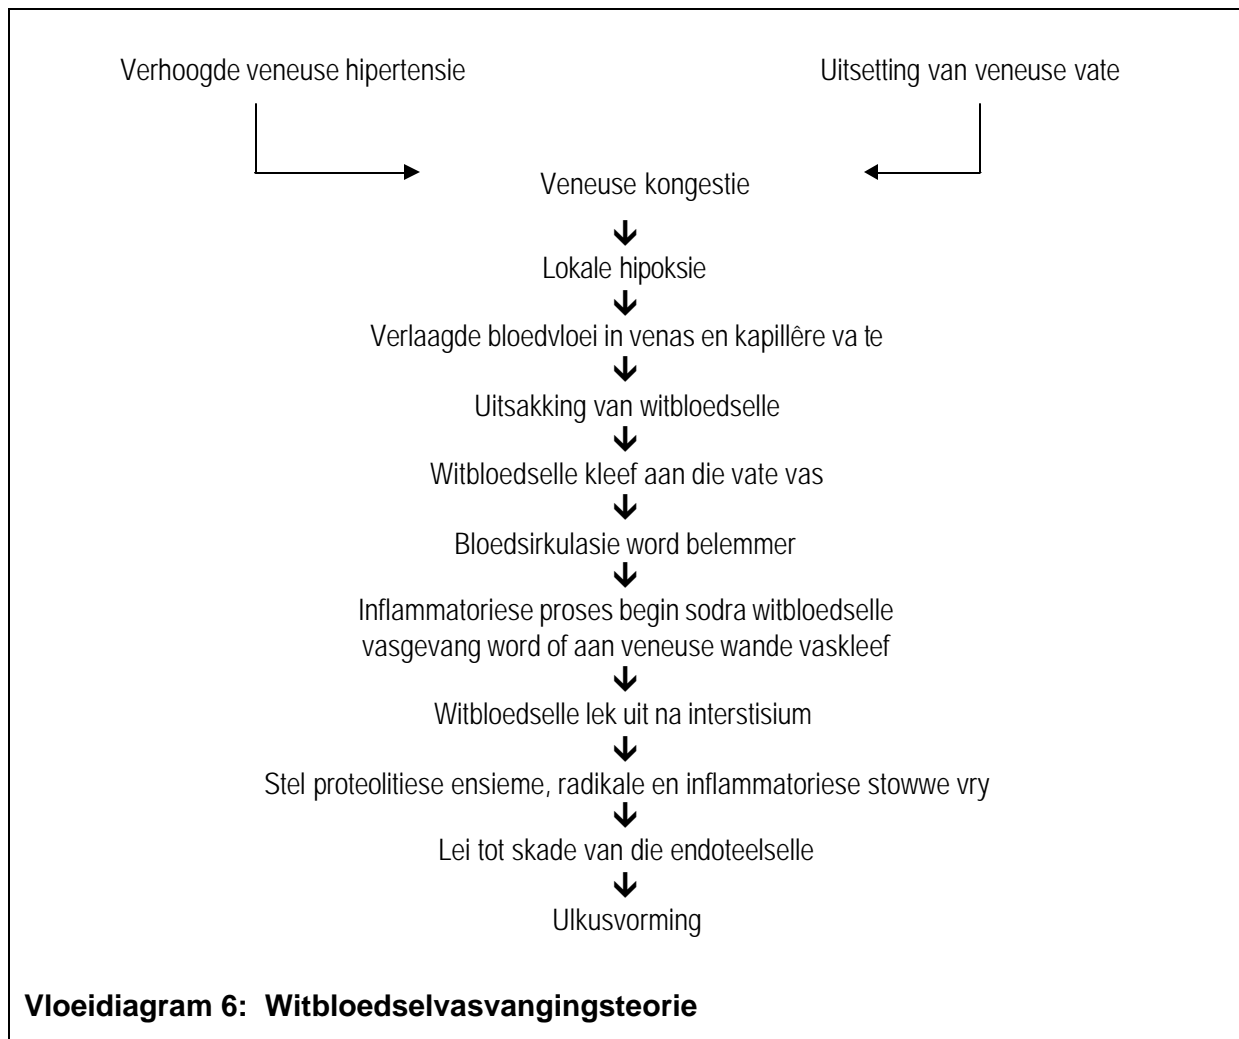 Verhoogde veneuse hipertensie
Uitsetting van veneuse vate
Veneuse kongestie
Lokale hipoksie
Verlaagde bloedvloei in venas en kapillêre va te
Uitsakking van witbloedselle
Witbloedselle kleef aan die vate vas
Bloedsirkulasie word belemmer
Inflammatoriese proses begin sodra witbloedselle
vasgevang word of aan veneuse wande vaskleef
Witbloedselle lek uit na interstisium
Stel proteolitiese ensieme, radikale en inflammatoriese stowwe vry
Lei tot skade van die endoteelselle
Ulkusvorming
Vloeidiagram 6: Witbloedselvasvangingsteorie